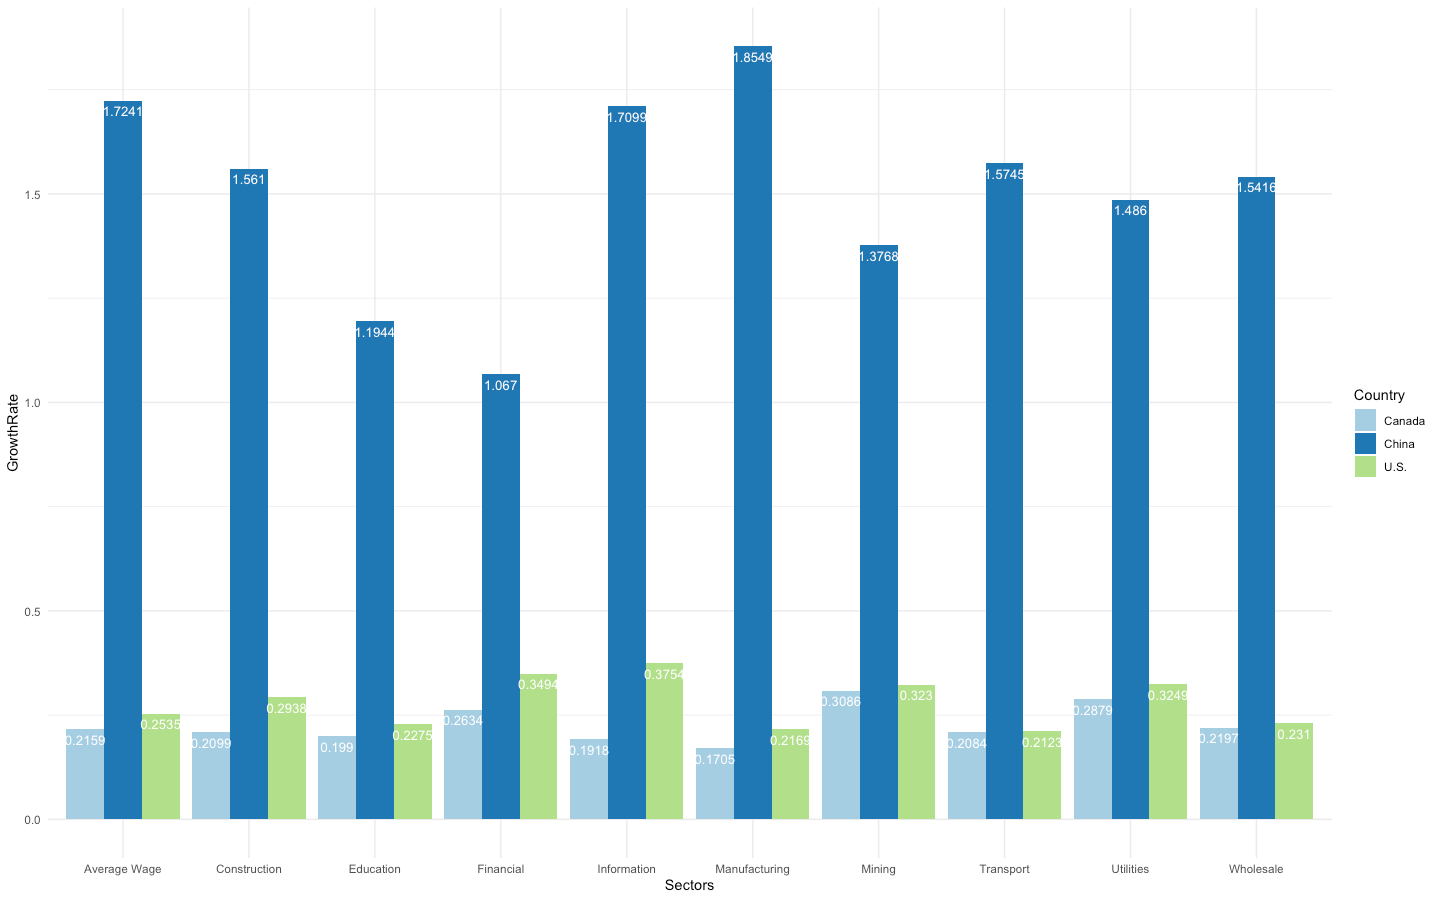 GrowthRate
1.5
1.0
0.5
0.0
0.2159
1.7241
0.2535
0.2099
1.561
0.2938
0.199
1.1944
0.2275
0.2634
1.067
0.3494
0.1918
1.7099
0.3754
0.1705
1.8549
0.2169
0.3086
1.3768
0.323
0.2084
1.5745
0.2123
0.2879
1.486
0.3249
0.2197
1.5416
0.231
Average Wage
Construction
Education
Financial
Information
Manufacturing
Mining
Transport
Utilities
Wholesale
Sectors
Country
Canada
China
U.S.